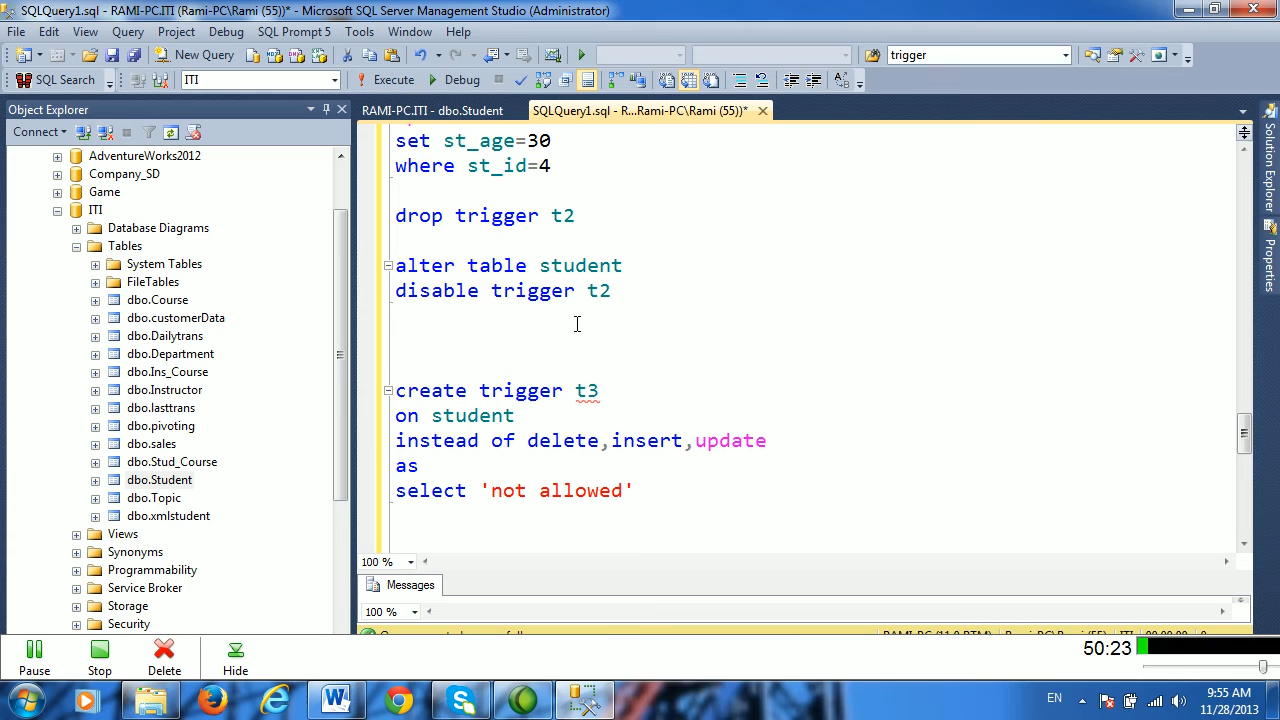 SQLQuery1.sql - RAMI-PC.ITI (Rami-PC\Rami (55))* - Microsoft SQL Server Management Studio (Administrator)
File Edit View Query Project Debug SQL Prompt 5 Tools Window Help
New Query trigger
SQL Search ITI Execute Debug
Object Explorer
Connect
AdventureWorks2012
Company_SD
Game
ITI
Database Diagrams
Tables
System Tables
FileTables
dbo.Course
dbo.customerData
dbo.Dailytrans
dbo.Department
dbo.Ins_Course
dbo.Instructor
dbo.lasttrans
dbo.pivoting
dbo.sales
dbo.Stud_Course
dbo.Student
dbo.Topic
dbo.xmlstudent
Views
Synonyms
Programmability
Service Broker
Storage
Security
RAMI-PC.ITI - dbo.Student SQLQuery1.sql - R...Rami-PC\Rami (55))*
set st_age=30
where st_id=4
drop trigger t2
alter table student
disable trigger t2
create trigger t3
on student
instead of delete,insert,update
as
select 'not allowed'
100 %
Messages
100 %
Solution Explorer
Properties
Pause Stop Delete Hide
50:23
EN
9:55 AM
11/28/2013